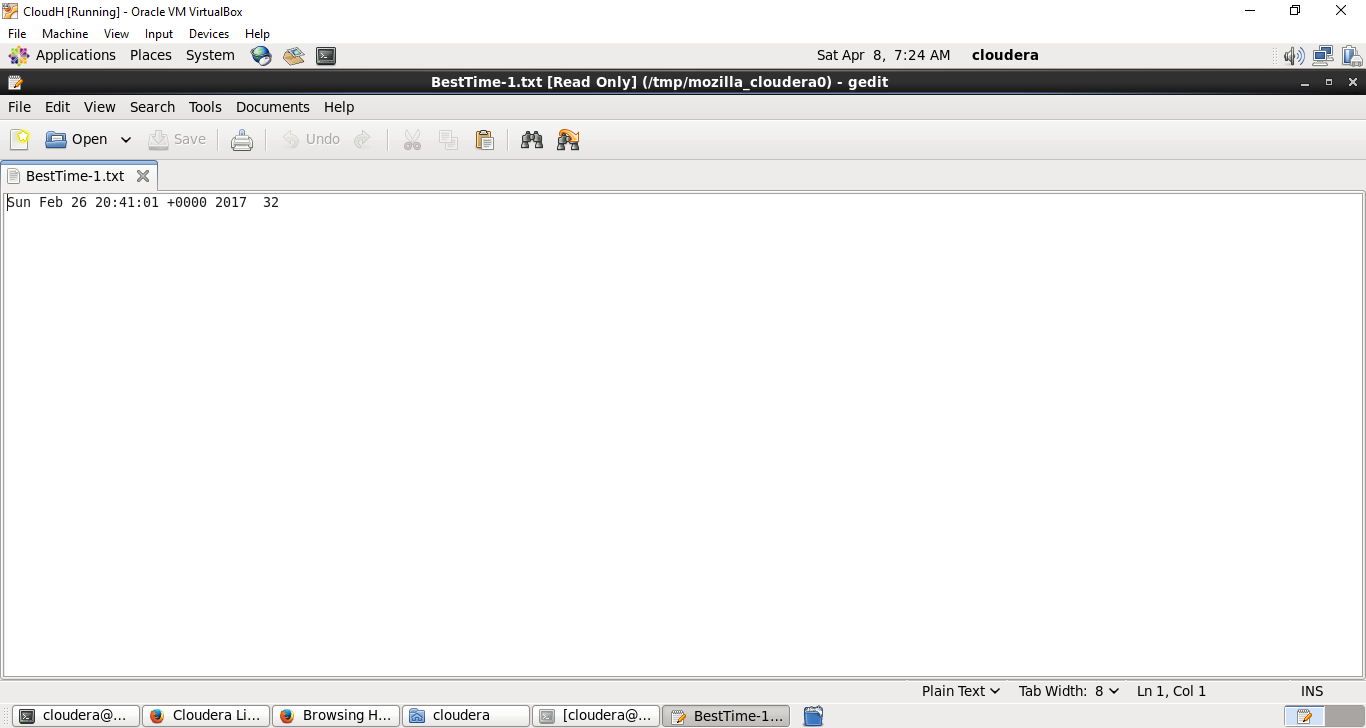 CloudH [Running] - Oracle VM VirtualBox
File Machine View Input Devices Help
Applications Places System Sat Apr 8, 7:24 AM cloudera
BestTime-1.txt [Read Only] (/tmp/mozilla_cloudera0) - gedit
File Edit View Search Tools Documents Help
Open Save Undo
BestTime-1.txt
Sun Feb 26 20:41:01 +0000 2017  32
Plain Text Tab Width: 8 Ln 1, Col 1 INS
cloudera@... Cloudera Li... Browsing H... cloudera [cloudera@... BestTime-1...